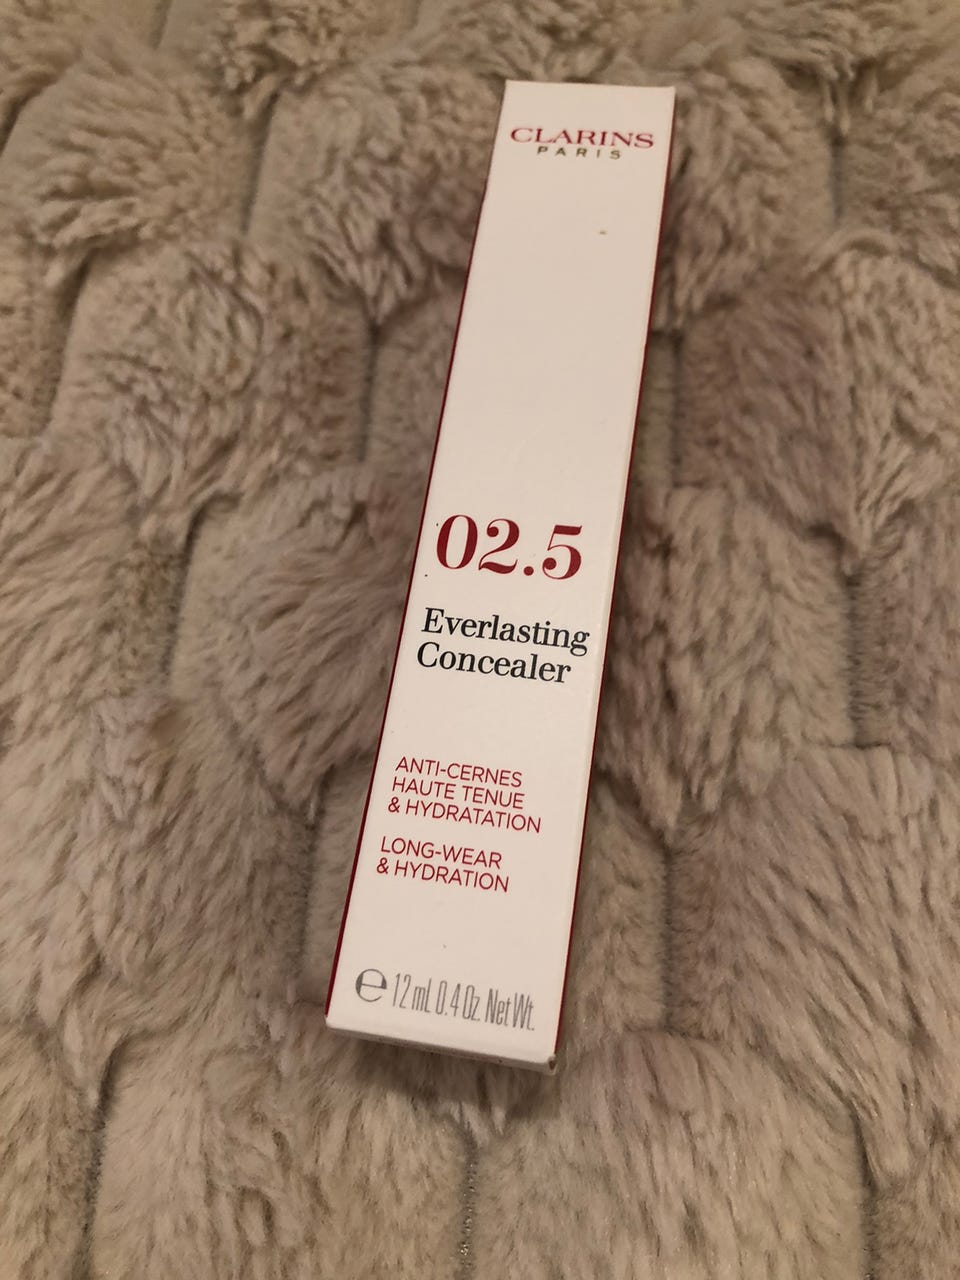 CLARINS
PARIS
02.5
Everlasting
Concealer
ANTI-CERNES
HAUTE TENUE
& HYDRATATION
LONG-WEAR
& HYDRATION
℮ 12 mL 0.4 Oz. Net Wt.